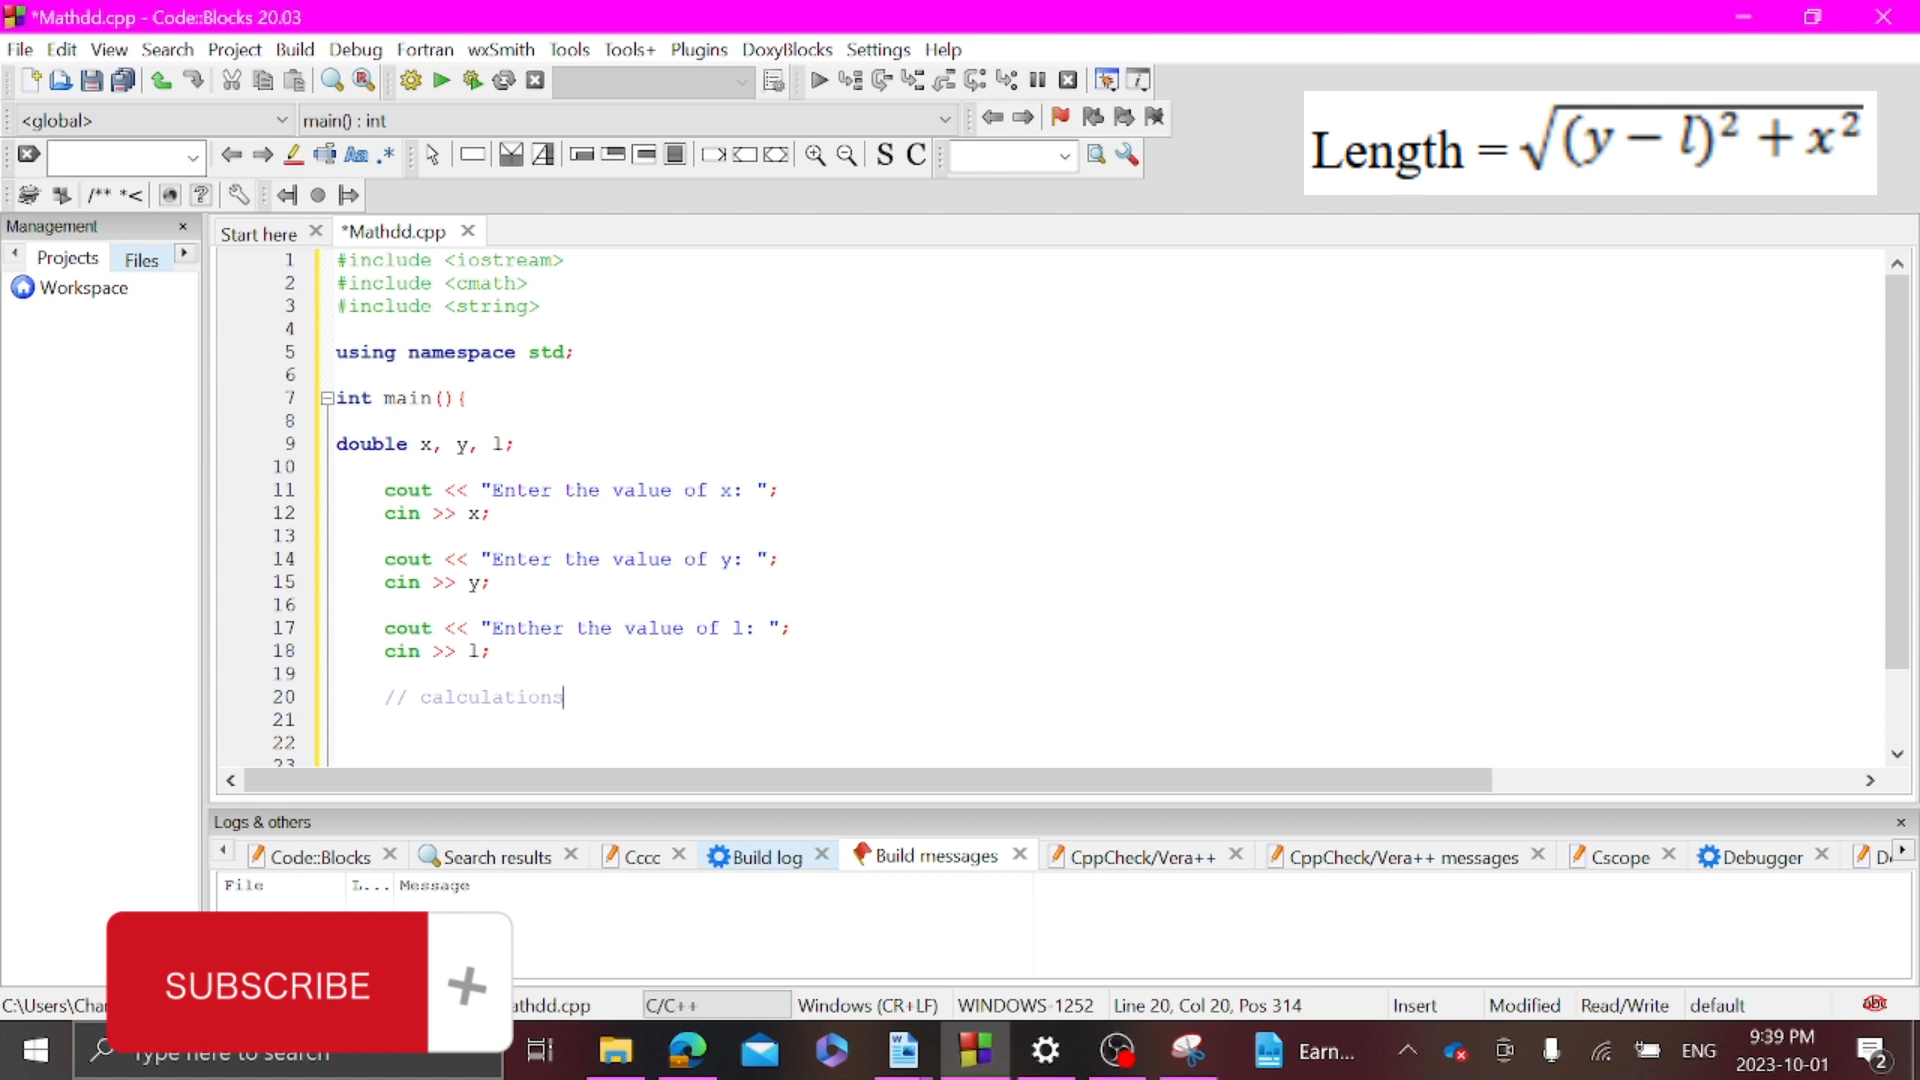 *Mathdd.cpp - Code::Blocks 20.03
File Edit View Search Project Build Debug Fortran wxSmith Tools Tools+ Plugins DoxyBlocks Settings Help
<global> main() : int
Length = √(y − l)² + x²
Management
Projects Files
Workspace
Start here *Mathdd.cpp
1 #include <iostream>
2 #include <cmath>
3 #include <string>
4
5 using namespace std;
6
7 int main(){
8
9 double x, y, l;
10
11 cout << "Enter the value of x: ";
12 cin >> x;
13
14 cout << "Enter the value of y: ";
15 cin >> y;
16
17 cout << "Enther the value of l: ";
18 cin >> l;
19
20 // calculations
21
22
23
Logs & others
Code::Blocks Search results Cccc Build log Build messages CppCheck/Vera++ CppCheck/Vera++ messages Cscope Debugger
File L... Message
SUBSCRIBE
C:\Users\Cha athdd.cpp C/C++ Windows (CR+LF) WINDOWS-1252 Line 20, Col 20, Pos 314 Insert Modified Read/Write default
Type here to search
Earn... ENG 9:39 PM
2023-10-01
2